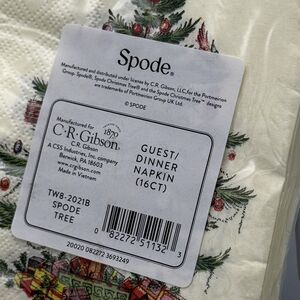 Spode®
Manufactured and distributed under license by C.R. Gibson, LLC, for the Portmeirion
Group. Spode®, Spode Christmas Tree® and the Spode Christmas Tree™ designs
are trademarks of Portmeirion Group UK Ltd.
© SPODE
Manufactured for
C·R·Gibson®
1870
C.R. Gibson
A CSS Industries, Inc. company
Berwick, PA 18603
www.crgibson.com
Made in Vietnam
TW8-2021B
SPODE
TREE
GUEST/
DINNER
NAPKIN
(16CT)
0 82272 51132 3
20020 082272 3693249